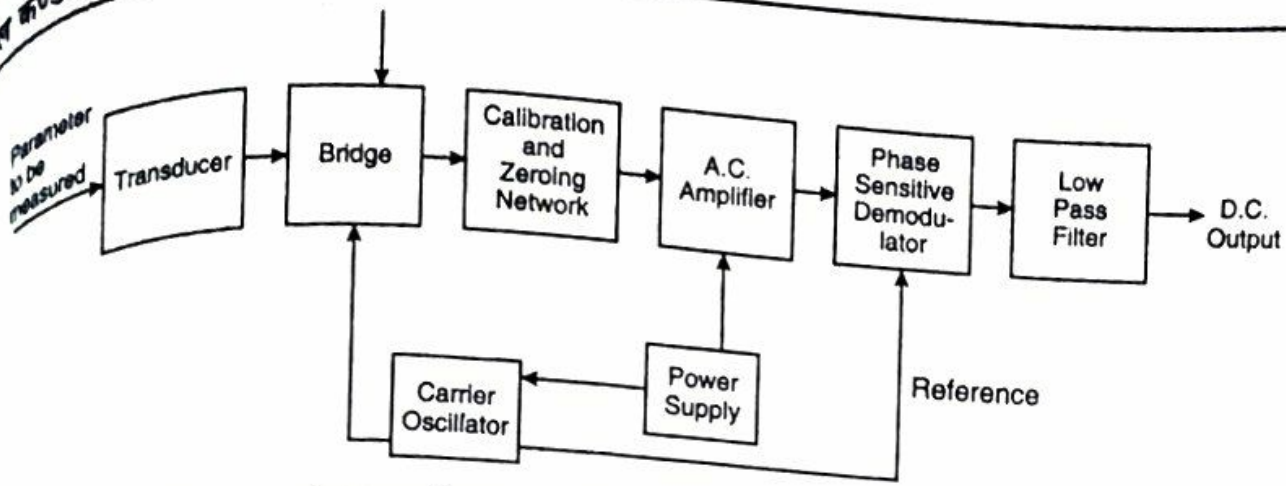 Parameter
to be
measured
Transducer
Bridge
Calibration
and
Zeroing
Network
A.C.
Amplifier
Phase
Sensitive
Demodu-
lator
Low
Pass
Filter
D.C.
Output
Carrier
Oscillator
Power
Supply
Reference